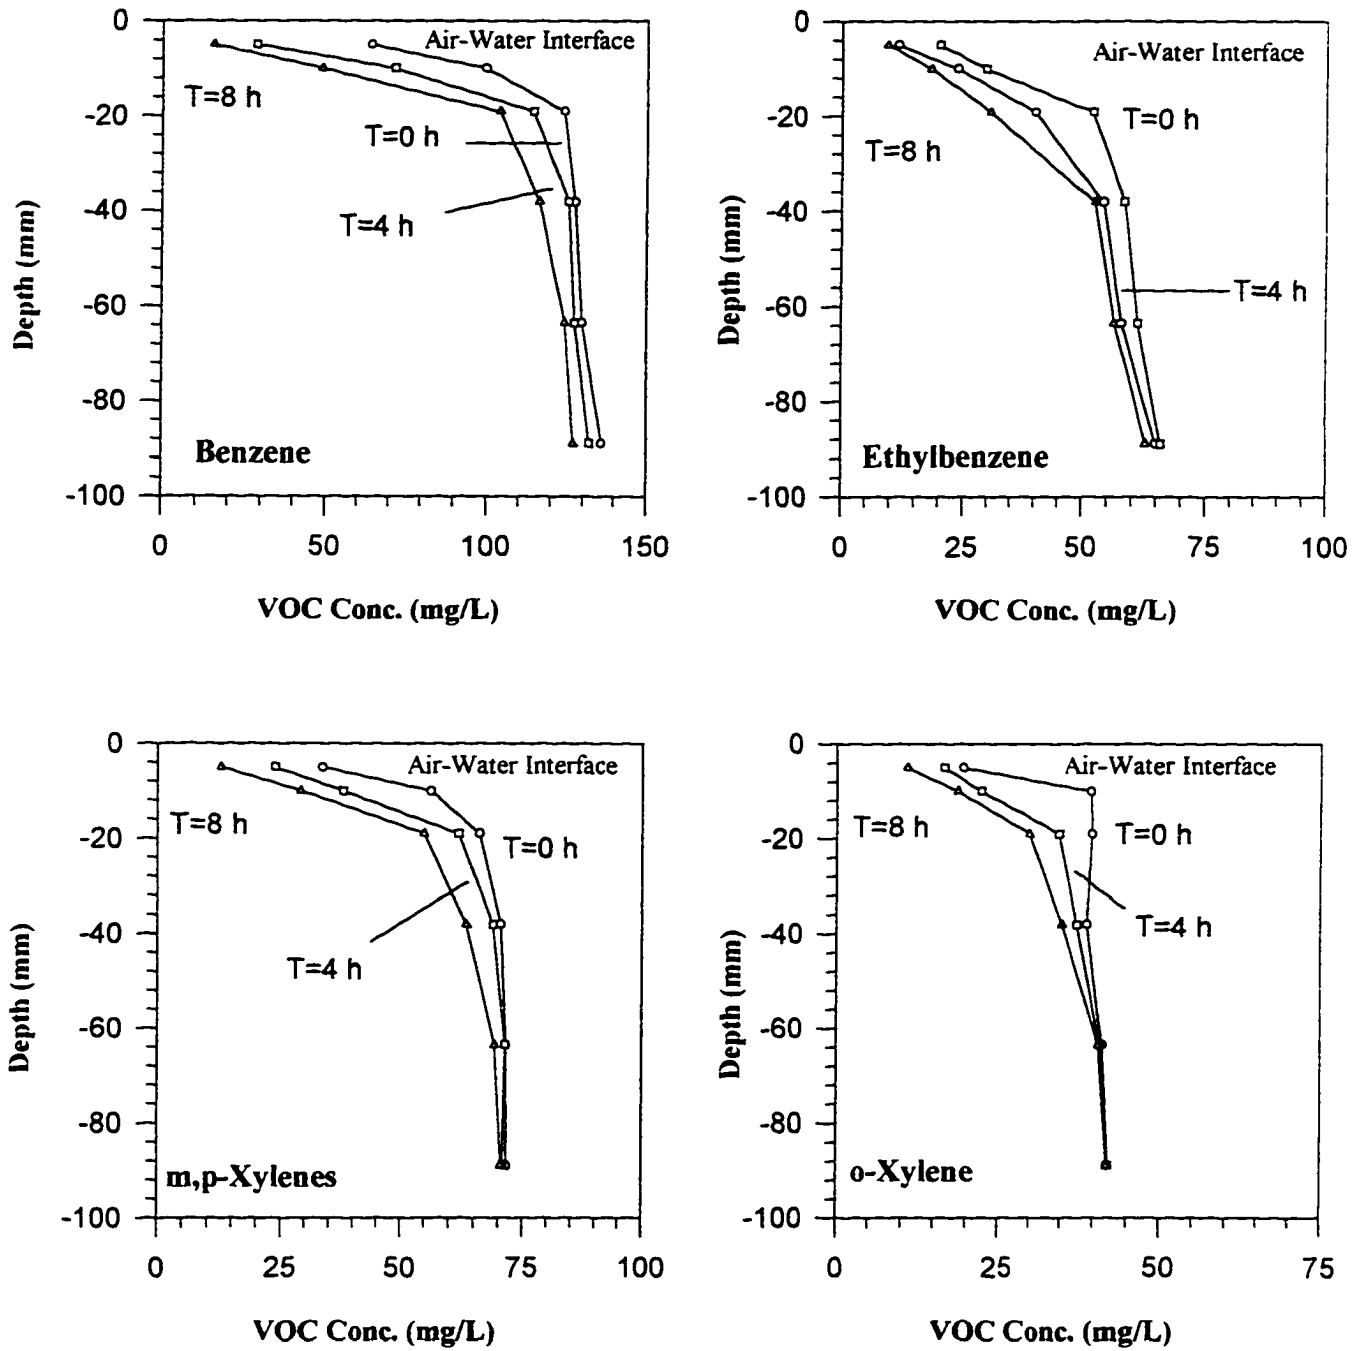 0
-20
-40
-60
-80
-100
Depth (mm)
Air-Water Interface
T=8 h
T=0 h
T=4 h
Benzene
0 50 100 150
VOC Conc. (mg/L)
0
-20
-40
-60
-80
-100
Depth (mm)
Air-Water Interface
T=0 h
T=8 h
T=4 h
Ethylbenzene
0 25 50 75 100
VOC Conc. (mg/L)
0
-20
-40
-60
-80
-100
Depth (mm)
Air-Water Interface
T=8 h
T=0 h
T=4 h
m,p-Xylenes
0 25 50 75 100
VOC Conc. (mg/L)
0
-20
-40
-60
-80
-100
Depth (mm)
Air-Water Interface
T=8 h
T=0 h
T=4 h
o-Xylene
0 25 50 75
VOC Conc. (mg/L)